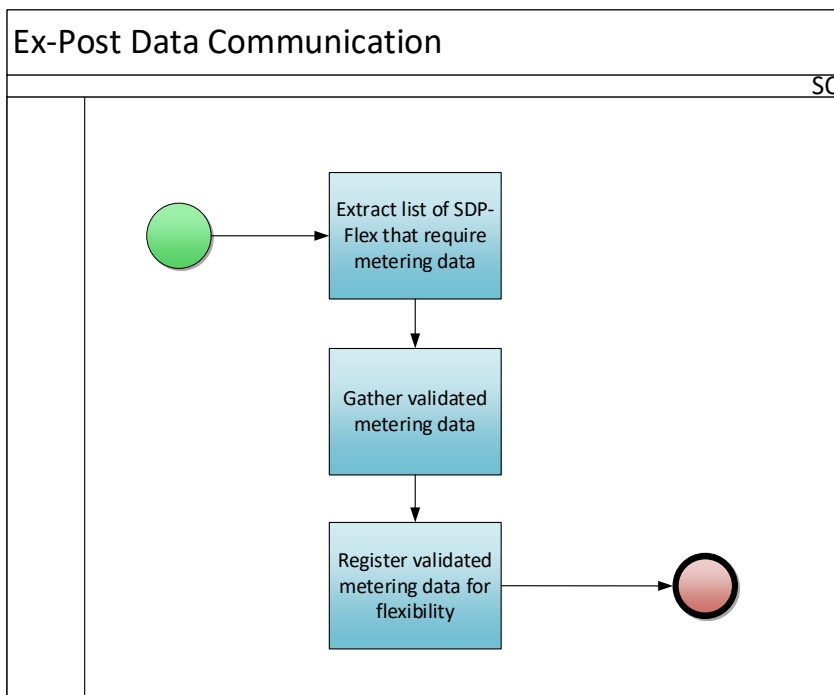 Ex-Post Data Communication
SO
Extract list of SDP-
Flex that require
metering data
Gather validated
metering data
Register validated
metering data for
flexibility